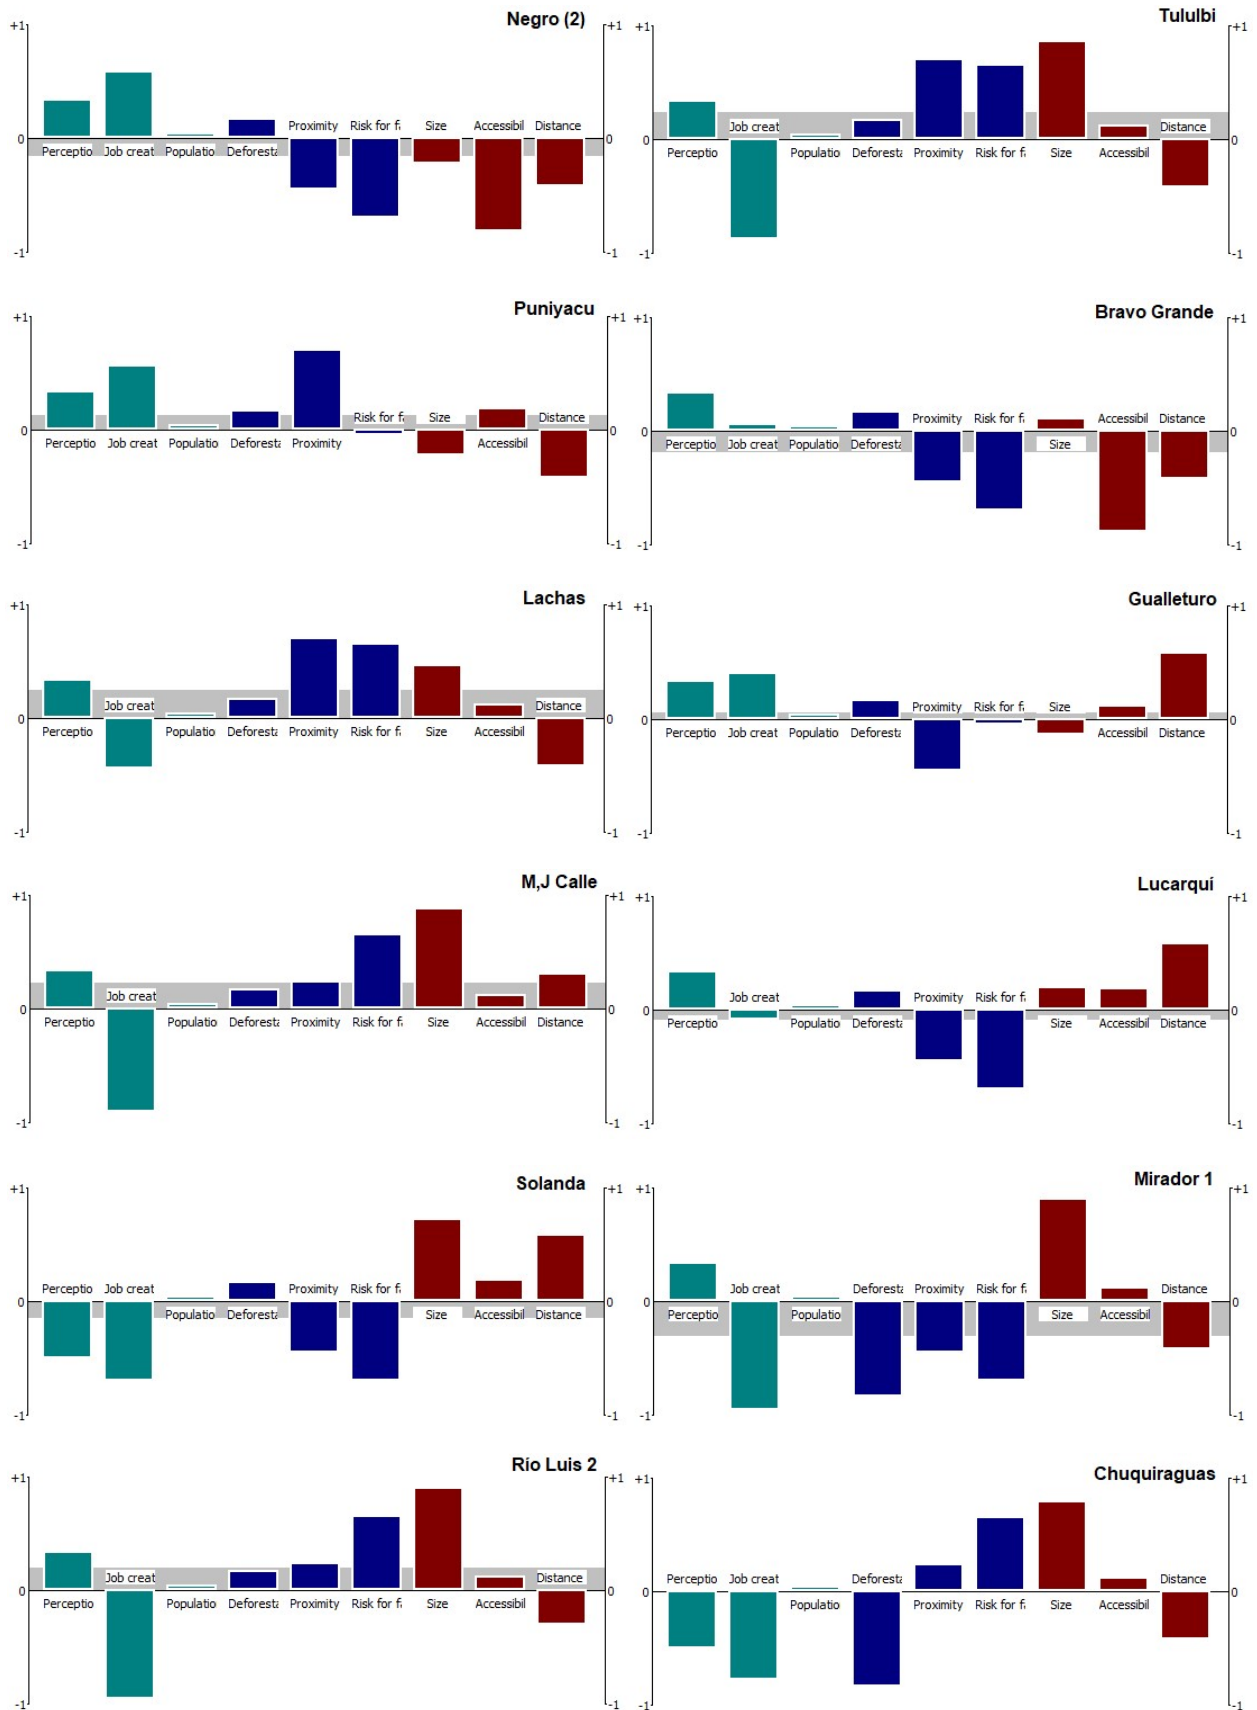 Negro (2)
+1
+1
Perceptio
Job creat
Populatio
Deforesta
Proximity
Risk for fa
Size
Accessibil
Distance
0
0
-1
-1
Tululbi
+1
+1
Perceptio
Job creat
Populatio
Deforesta
Proximity
Risk for fa
Size
Accessibil
Distance
0
0
-1
-1
Puniyacu
+1
+1
Perceptio
Job creat
Populatio
Deforesta
Proximity
Risk for fa
Size
Accessibil
Distance
0
0
-1
-1
Bravo Grande
+1
+1
Perceptio
Job creat
Populatio
Deforesta
Proximity
Risk for fa
Size
Accessibil
Distance
0
0
-1
-1
Lachas
+1
+1
Perceptio
Job creat
Populatio
Deforesta
Proximity
Risk for fa
Size
Accessibil
Distance
0
0
-1
-1
Gualleturo
+1
+1
Perceptio
Job creat
Populatio
Deforesta
Proximity
Risk for fa
Size
Accessibil
Distance
0
0
-1
-1
M,J Calle
+1
+1
Perceptio
Job creat
Populatio
Deforesta
Proximity
Risk for fa
Size
Accessibil
Distance
0
0
-1
-1
Lucarquí
+1
+1
Perceptio
Job creat
Populatio
Deforesta
Proximity
Risk for fa
Size
Accessibil
Distance
0
0
-1
-1
Solanda
+1
+1
Perceptio
Job creat
Populatio
Deforesta
Proximity
Risk for fa
Size
Accessibil
Distance
0
0
-1
-1
Mirador 1
+1
+1
Perceptio
Job creat
Populatio
Deforesta
Proximity
Risk for fa
Size
Accessibil
Distance
0
0
-1
-1
Río Luis 2
+1
+1
Perceptio
Job creat
Populatio
Deforesta
Proximity
Risk for fa
Size
Accessibil
Distance
0
0
-1
-1
Chuquiraguas
+1
+1
Perceptio
Job creat
Populatio
Deforesta
Proximity
Risk for fa
Size
Accessibil
Distance
0
0
-1
-1